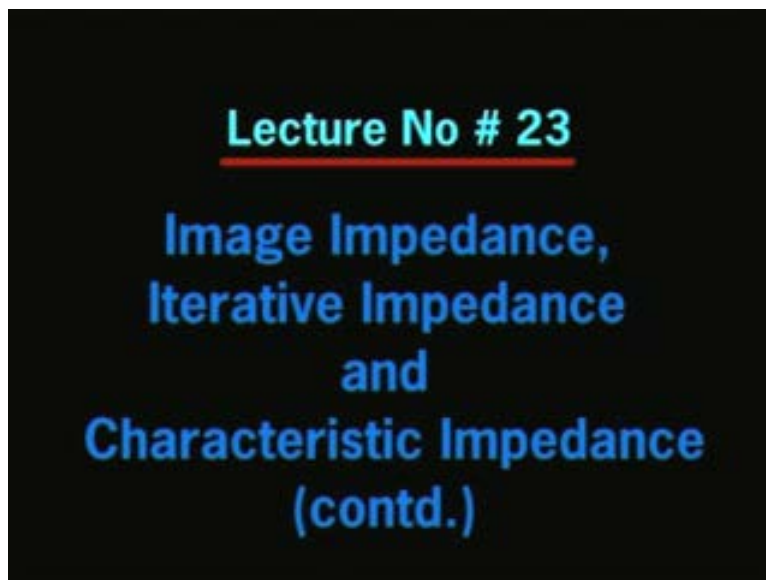 Lecture No # 23
Image Impedance,
Iterative Impedance
and
Characteristic Impedance
(contd.)